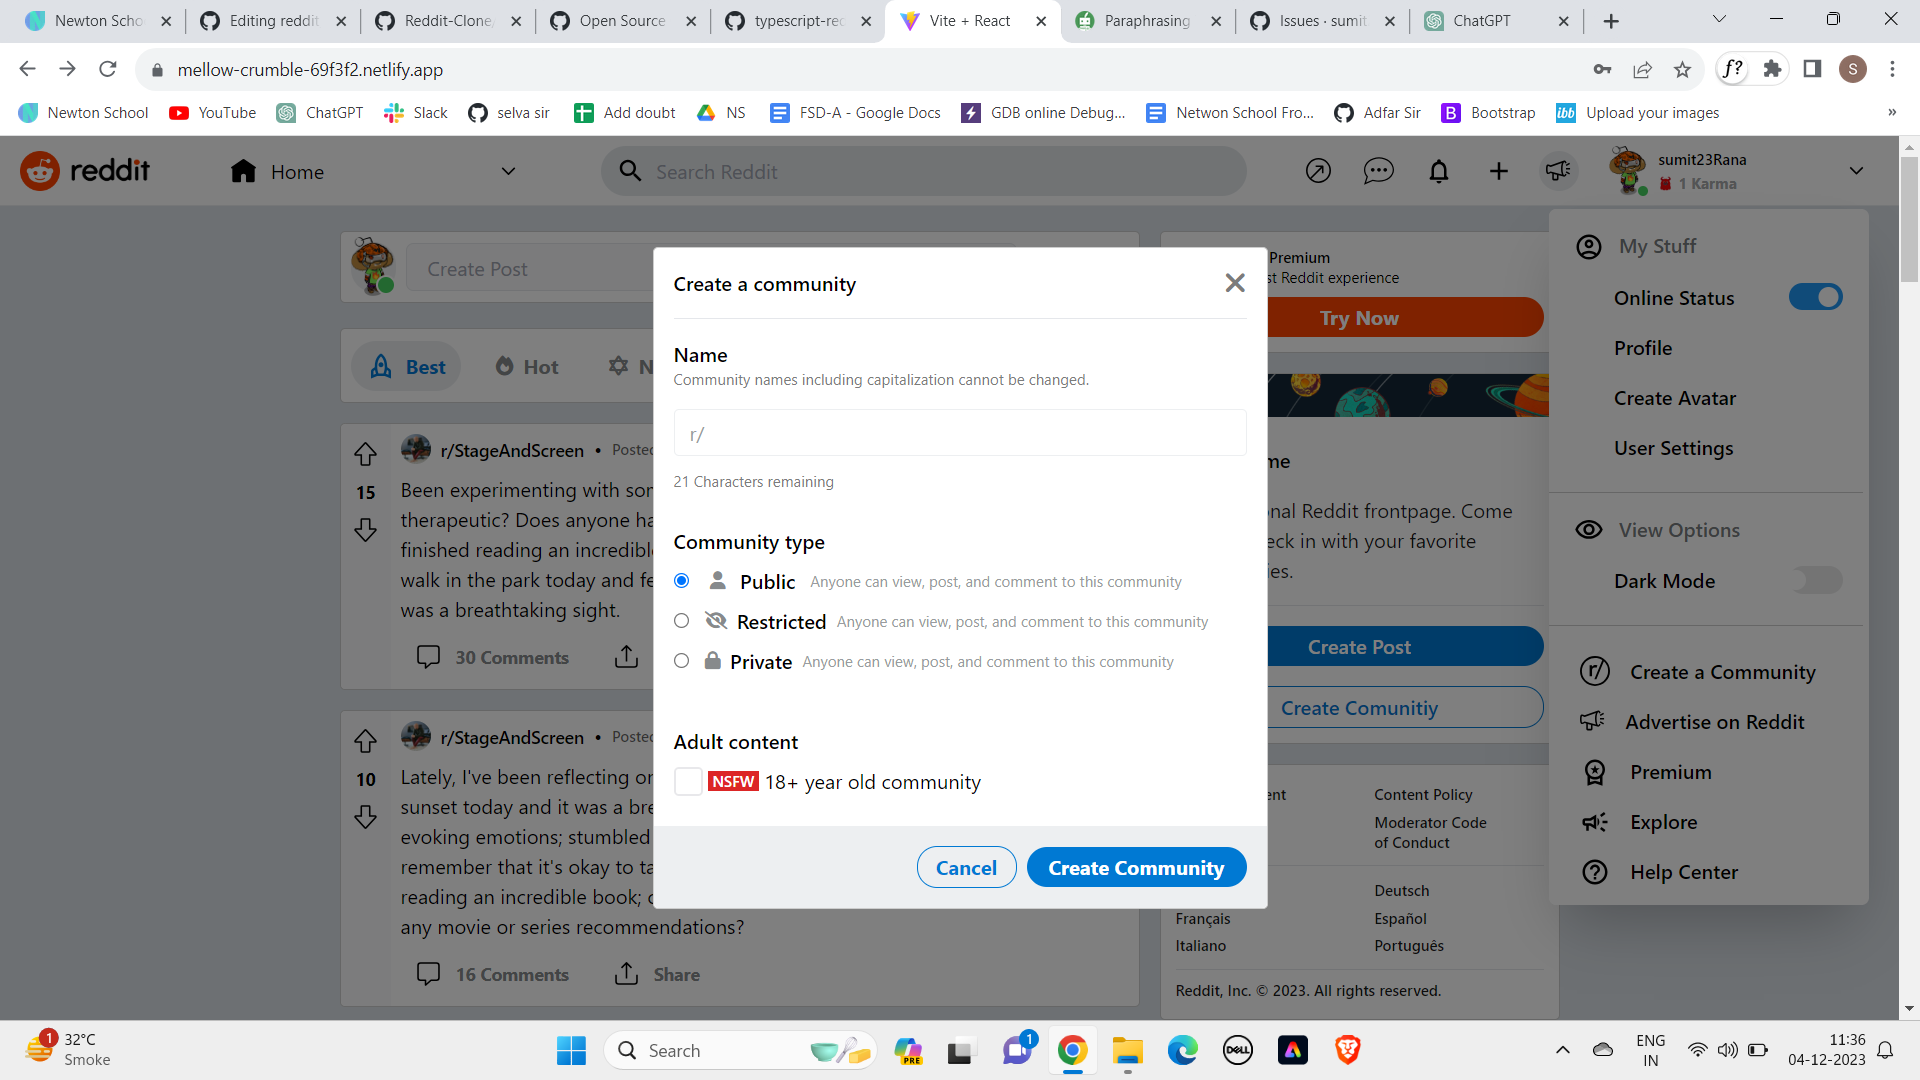 Newton Scho
Editing reddit
Reddit-Clone,
Open Source
typescript-red
Vite + React
Paraphrasing
Issues · sumit
ChatGPT
mellow-crumble-69f3f2.netlify.app
f?
S
Newton School
YouTube
ChatGPT
Slack
selva sir
Add doubt
NS
FSD-A - Google Docs
GDB online Debug...
Netwon School Fro...
Adfar Sir
B Bootstrap
ibb Upload your images
»
reddit
Home
Search Reddit
sumit23Rana
1 Karma
Create Post
Best
Hot
N
r/StageAndScreen • Posted
15
Been experimenting with so
therapeutic? Does anyone ha
finished reading an incredibl
walk in the park today and fe
was a breathtaking sight.
30 Comments
r/StageAndScreen • Posted
10
Lately, I've been reflecting or
sunset today and it was a bre
evoking emotions; stumbled
remember that it's okay to ta
reading an incredible book; c
any movie or series recommendations?
16 Comments
Share
Create a community
Name
Community names including capitalization cannot be changed.
r/
21 Characters remaining
Community type
Public Anyone can view, post, and comment to this community
Restricted Anyone can view, post, and comment to this community
Private Anyone can view, post, and comment to this community
Adult content
NSFW 18+ year old community
Cancel
Create Community
Premium
st Reddit experience
Try Now
me
nal Reddit frontpage. Come
eck in with your favorite
ies.
Create Post
Create Comunitiy
ent
Content Policy
Moderator Code
of Conduct
Deutsch
Français
Español
Italiano
Português
Reddit, Inc. © 2023. All rights reserved.
My Stuff
Online Status
Profile
Create Avatar
User Settings
View Options
Dark Mode
r/ Create a Community
Advertise on Reddit
Premium
Explore
Help Center
1
32°C
Smoke
Search
PRE
1
DELL
ENG
IN
11:36
04-12-2023